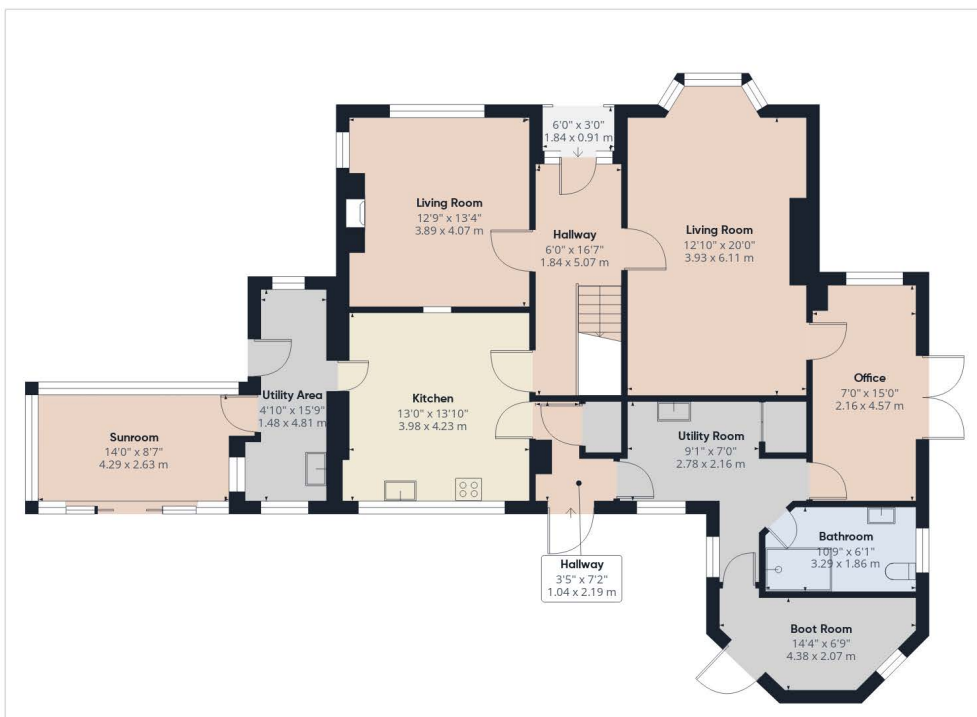 6'0" x 3'0"
1.84 x 0.91 m
Living Room
12'9" x 13'4"
3.89 x 4.07 m
Hallway
6'0" x 16'7"
1.84 x 5.07 m
Living Room
12'10" x 20'0"
3.93 x 6.11 m
Office
7'0" x 15'0"
2.16 x 4.57 m
Utility Area
4'10" x 15'9"
1.48 x 4.81 m
Kitchen
13'0" x 13'10"
3.98 x 4.23 m
Sunroom
14'0" x 8'7"
4.29 x 2.63 m
Utility Room
9'1" x 7'0"
2.78 x 2.16 m
Bathroom
10'9" x 6'1"
3.29 x 1.86 m
Hallway
3'5" x 7'2"
1.04 x 2.19 m
Boot Room
14'4" x 6'9"
4.38 x 2.07 m